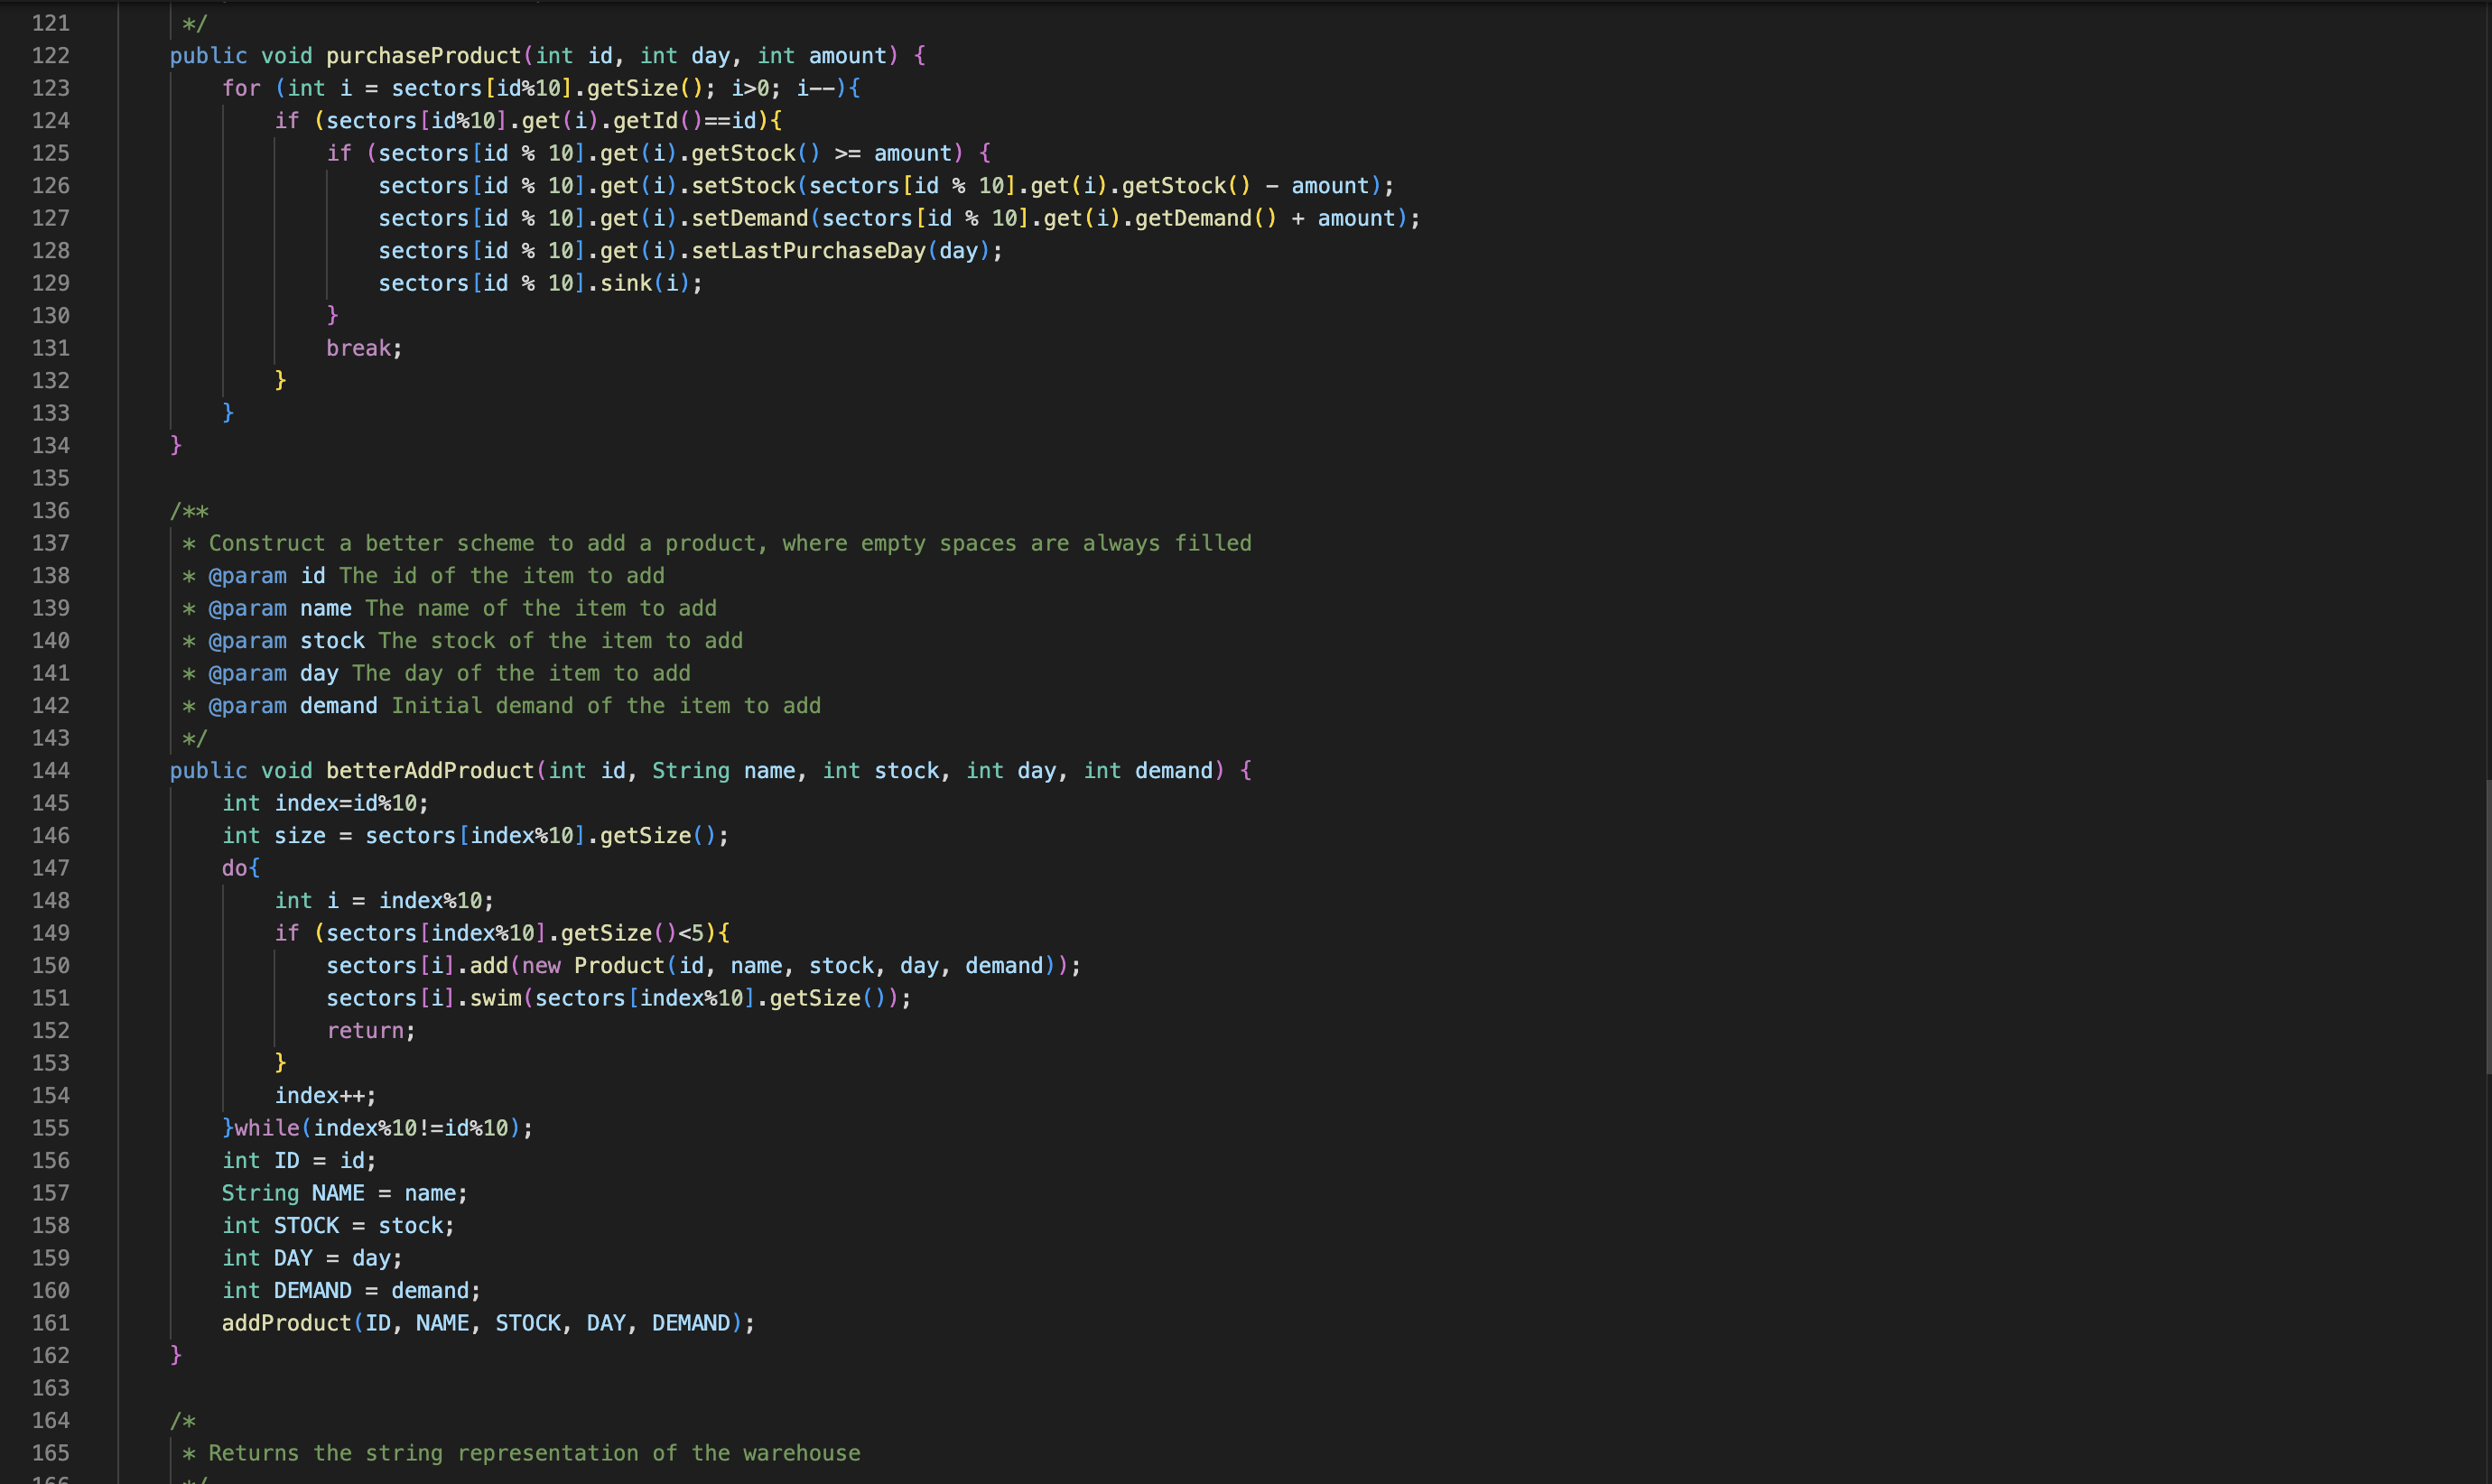 121 */
122 public void purchaseProduct(int id, int day, int amount) {
123 for (int i = sectors[id%10].getSize(); i>0; i--){
124 if (sectors[id%10].get(i).getId()==id){
125 if (sectors[id % 10].get(i).getStock() >= amount) {
126 sectors[id % 10].get(i).setStock(sectors[id % 10].get(i).getStock() - amount);
127 sectors[id % 10].get(i).setDemand(sectors[id % 10].get(i).getDemand() + amount);
128 sectors[id % 10].get(i).setLastPurchaseDay(day);
129 sectors[id % 10].sink(i);
130 }
131 break;
132 }
133 }
134 }
135
136 /**
137 * Construct a better scheme to add a product, where empty spaces are always filled
138 * @param id The id of the item to add
139 * @param name The name of the item to add
140 * @param stock The stock of the item to add
141 * @param day The day of the item to add
142 * @param demand Initial demand of the item to add
143 */
144 public void betterAddProduct(int id, String name, int stock, int day, int demand) {
145 int index=id%10;
146 int size = sectors[index%10].getSize();
147 do{
148 int i = index%10;
149 if (sectors[index%10].getSize()<5){
150 sectors[i].add(new Product(id, name, stock, day, demand));
151 sectors[i].swim(sectors[index%10].getSize());
152 return;
153 }
154 index++;
155 }while(index%10!=id%10);
156 int ID = id;
157 String NAME = name;
158 int STOCK = stock;
159 int DAY = day;
160 int DEMAND = demand;
161 addProduct(ID, NAME, STOCK, DAY, DEMAND);
162 }
163
164 /*
165 * Returns the string representation of the warehouse
166 */